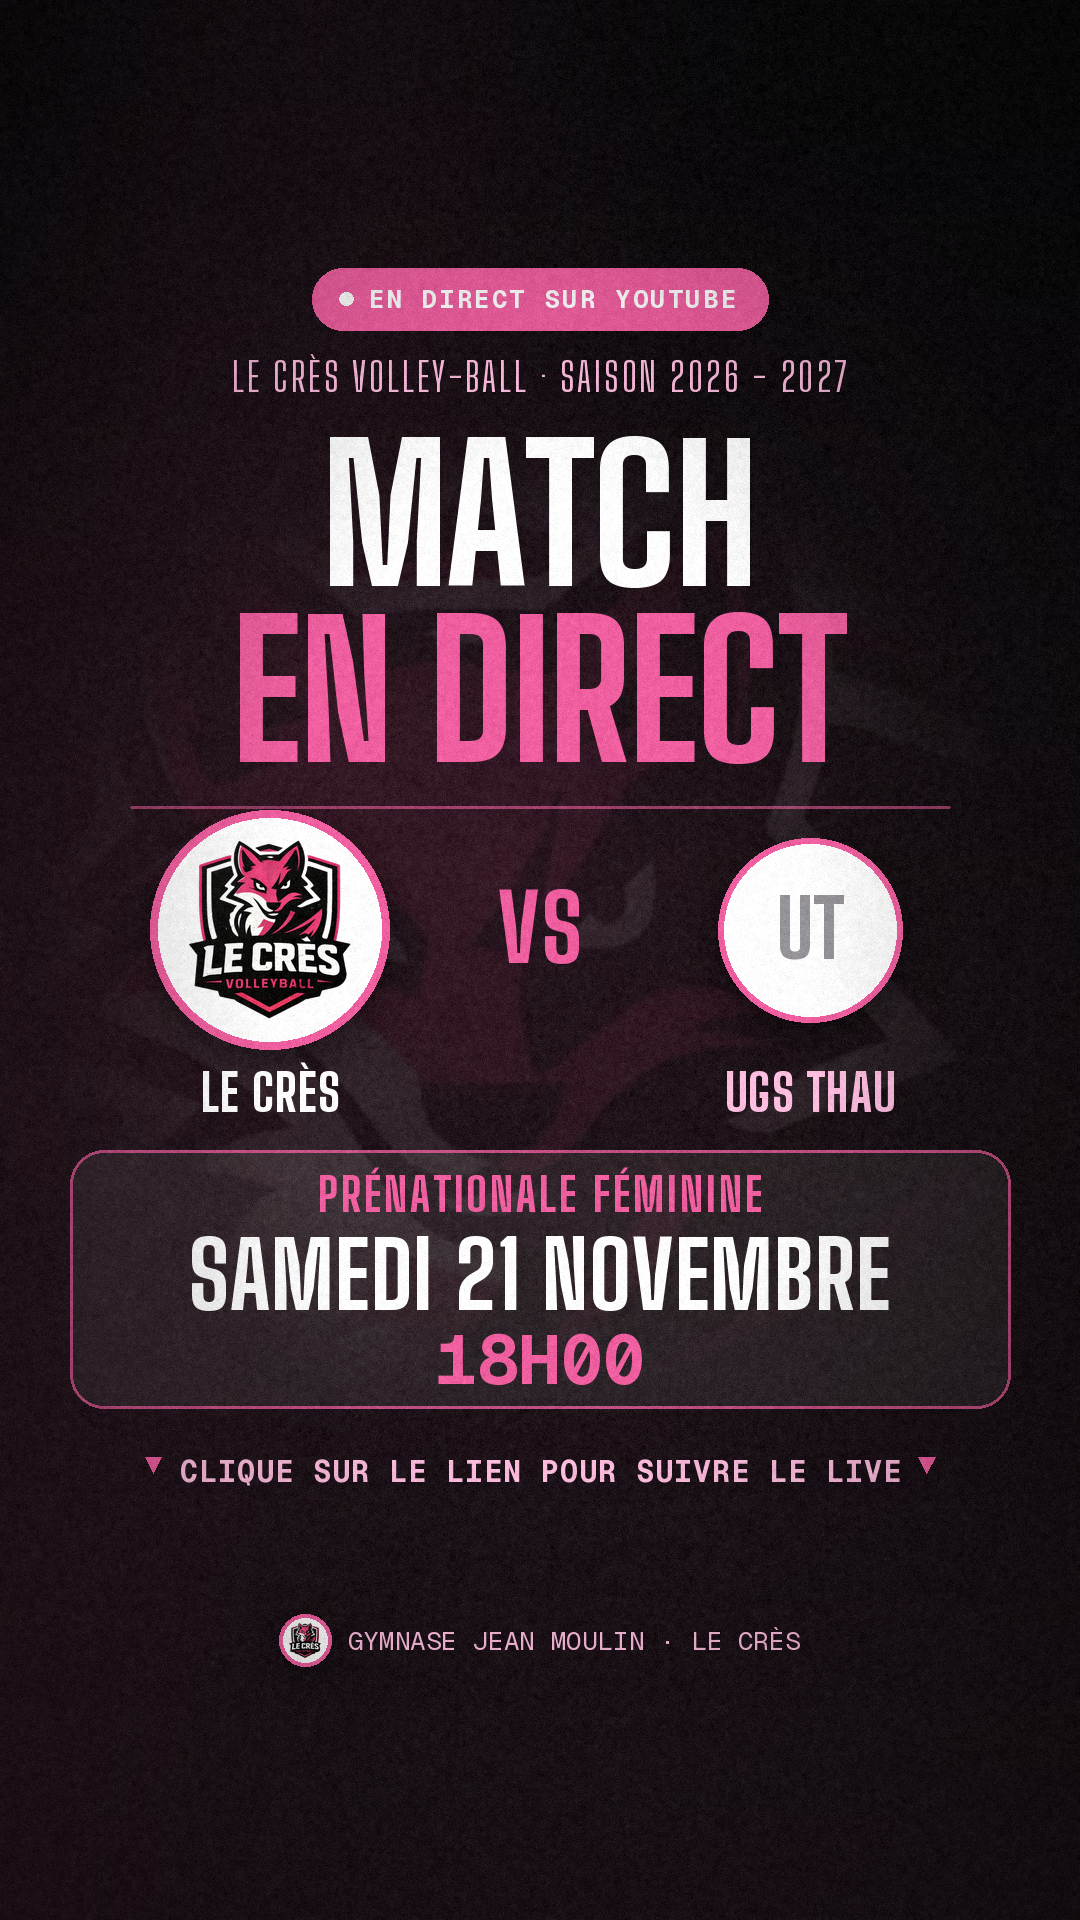 EN DIRECT SUR YOUTUBE
LE CRÈS VOLLEY-BALL · SAISON 2026 - 2027
MATCH
EN DIRECT
LE CRÈS
VOLLEYBALL
VS
UT
LE CRÈS
UGS THAU
PRÉNATIONALE FÉMININE
SAMEDI 21 NOVEMBRE
18H00
▼ CLIQUE SUR LE LIEN POUR SUIVRE LE LIVE ▼
LE CRÈS
GYMNASE JEAN MOULIN · LE CRÈS